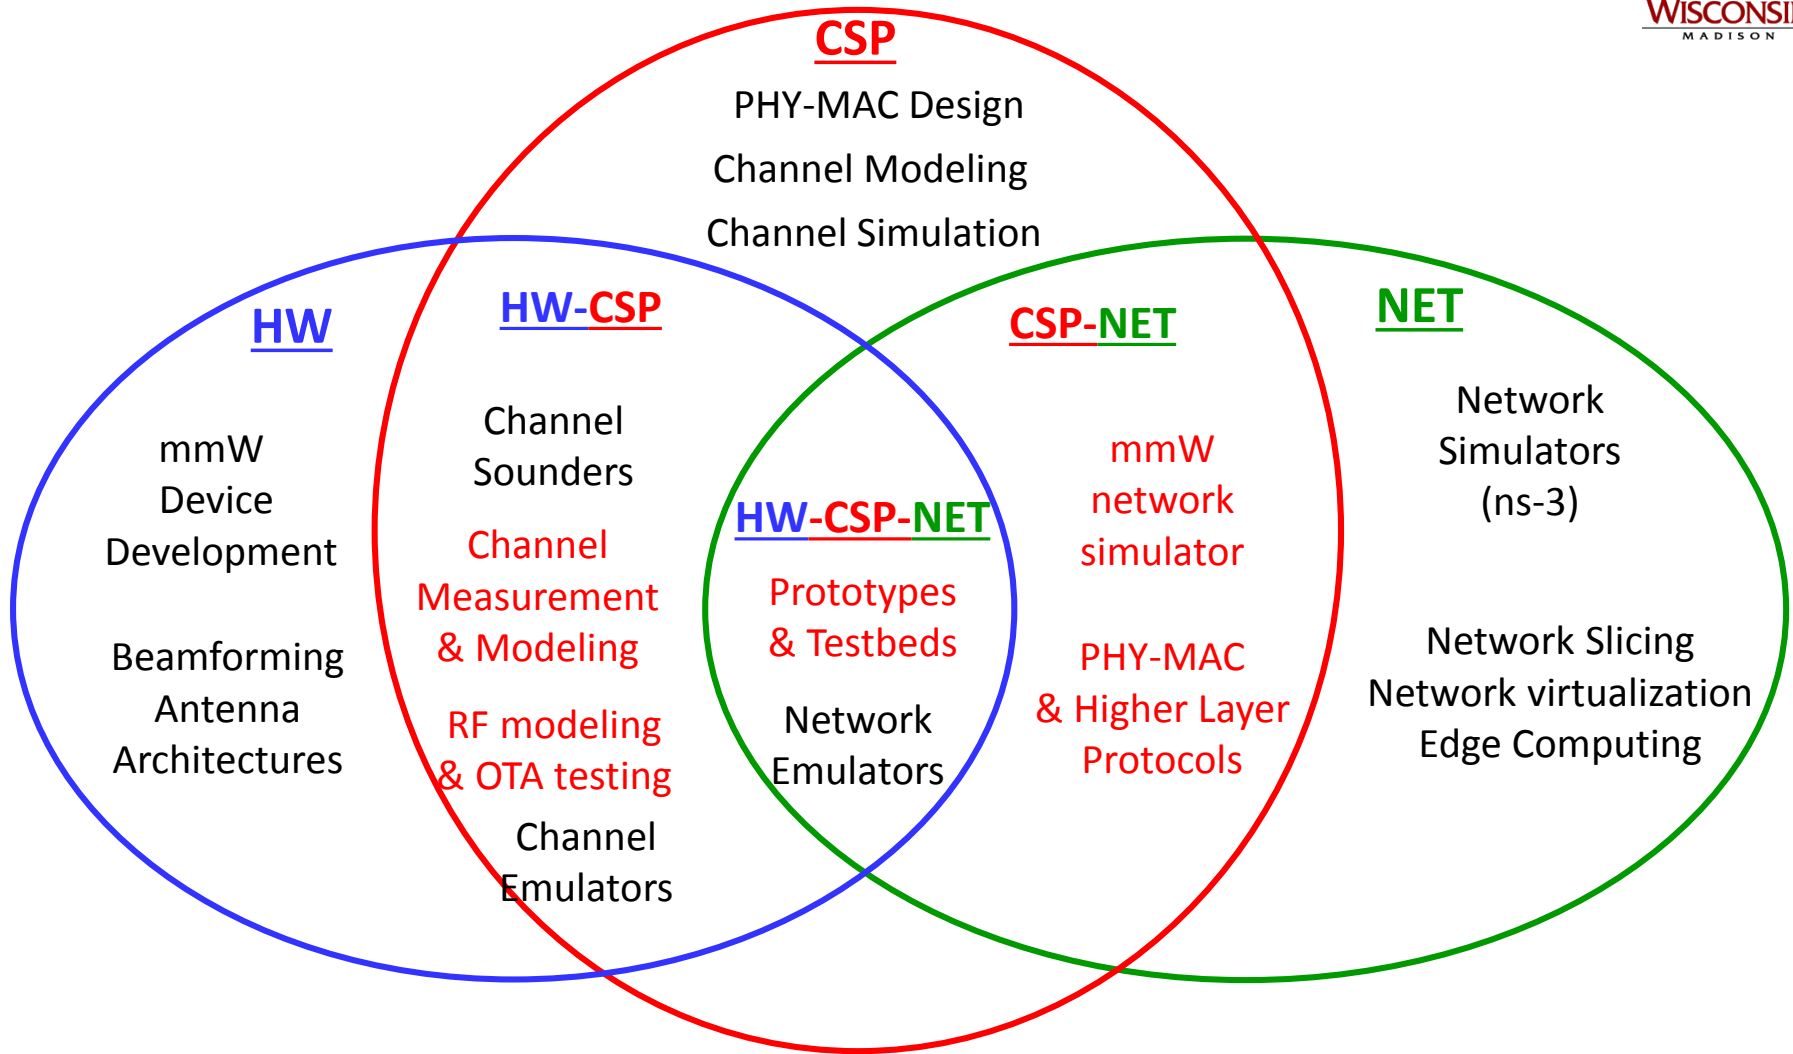 WISCONSIN
MADISON
CSP
PHY-MAC Design
Channel Modeling
Channel Simulation
HW
mmW
Device
Development
Beamforming
Antenna
Architectures
HW-CSP
Channel
Sounders
Channel
Measurement
& Modeling
RF modeling
& OTA testing
Channel
Emulators
HW-CSP-NET
Prototypes
& Testbeds
Network
Emulators
CSP-NET
mmW
network
simulator
PHY-MAC
& Higher Layer
Protocols
NET
Network
Simulators
(ns-3)
Network Slicing
Network virtualization
Edge Computing